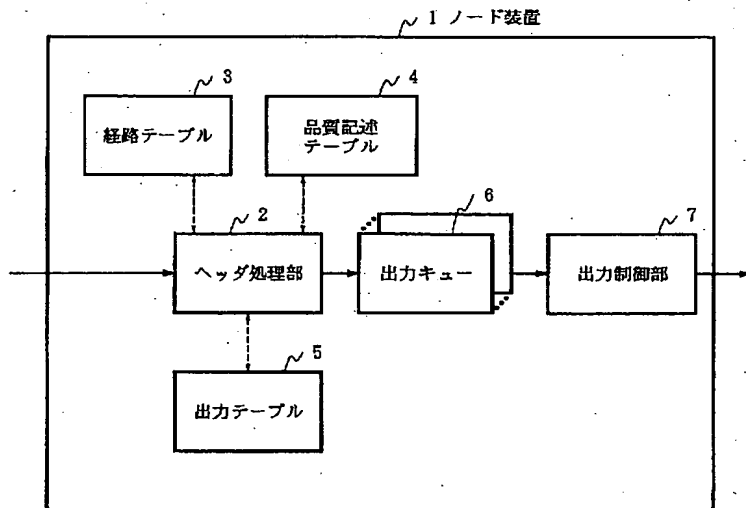 1 ノード装置
3
4
経路テーブル
品質記述
テーブル
2
6
7
ヘッダ処理部
出力キュー
出力制御部
5
出力テーブル